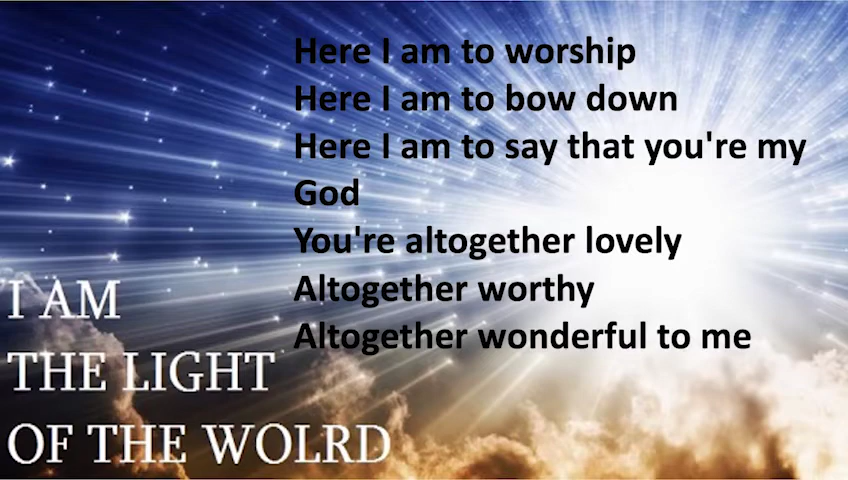 Here I am to worship
Here I am to bow down
Here I am to say that you're my
God
You're altogether lovely
Altogether worthy
Altogether wonderful to me
I AM
THE LIGHT
OF THE WOLRD